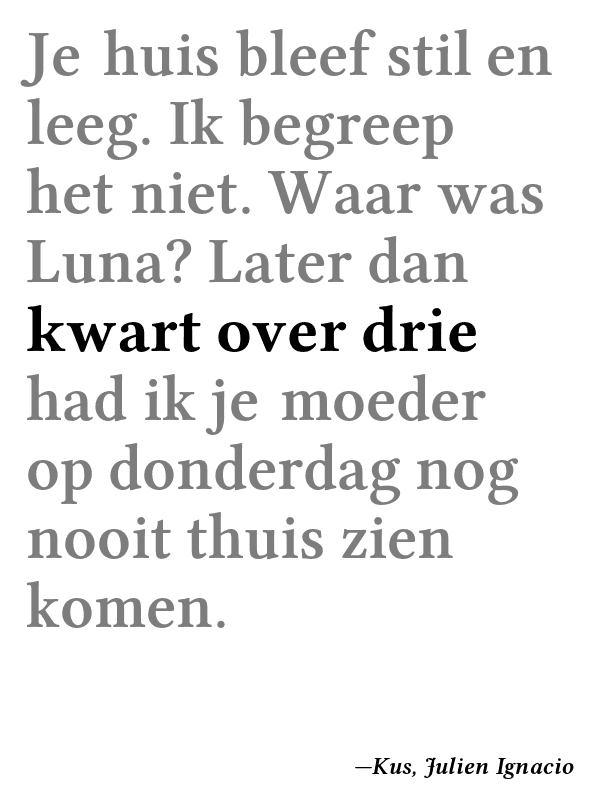 Je huis bleef stil en
leeg. Ik begreep
het niet. Waar was
Luna? Later dan
kwart over drie
had ik je moeder
op donderdag nog
nooit thuis zien
komen.
—Kus, Julien Ignacio